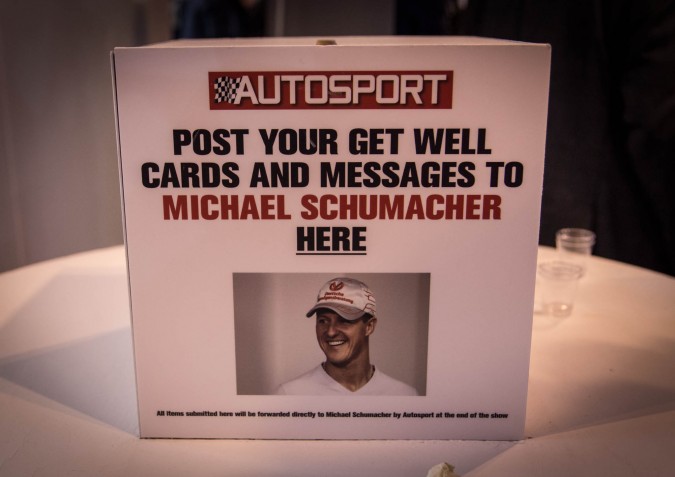 AUTOSPORT
POST YOUR GET WELL
CARDS AND MESSAGES TO
MICHAEL SCHUMACHER
HERE
All items submitted here will be forwarded directly to Michael Schumacher by Autosport at the end of the show